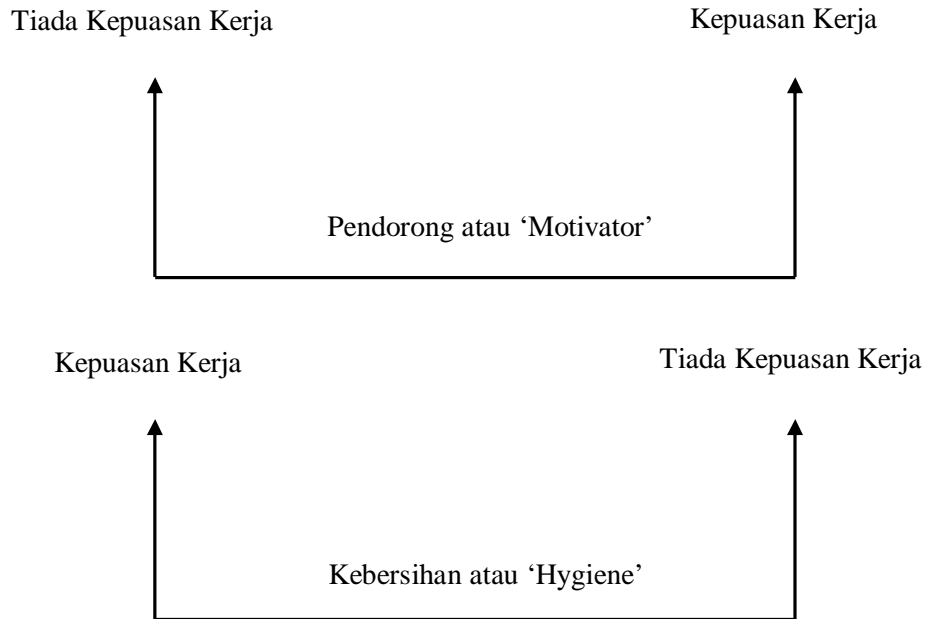 Tiada Kepuasan Kerja
Kepuasan Kerja
Pendorong atau ‘Motivator’
Kepuasan Kerja
Tiada Kepuasan Kerja
Kebersihan atau ‘Hygiene’